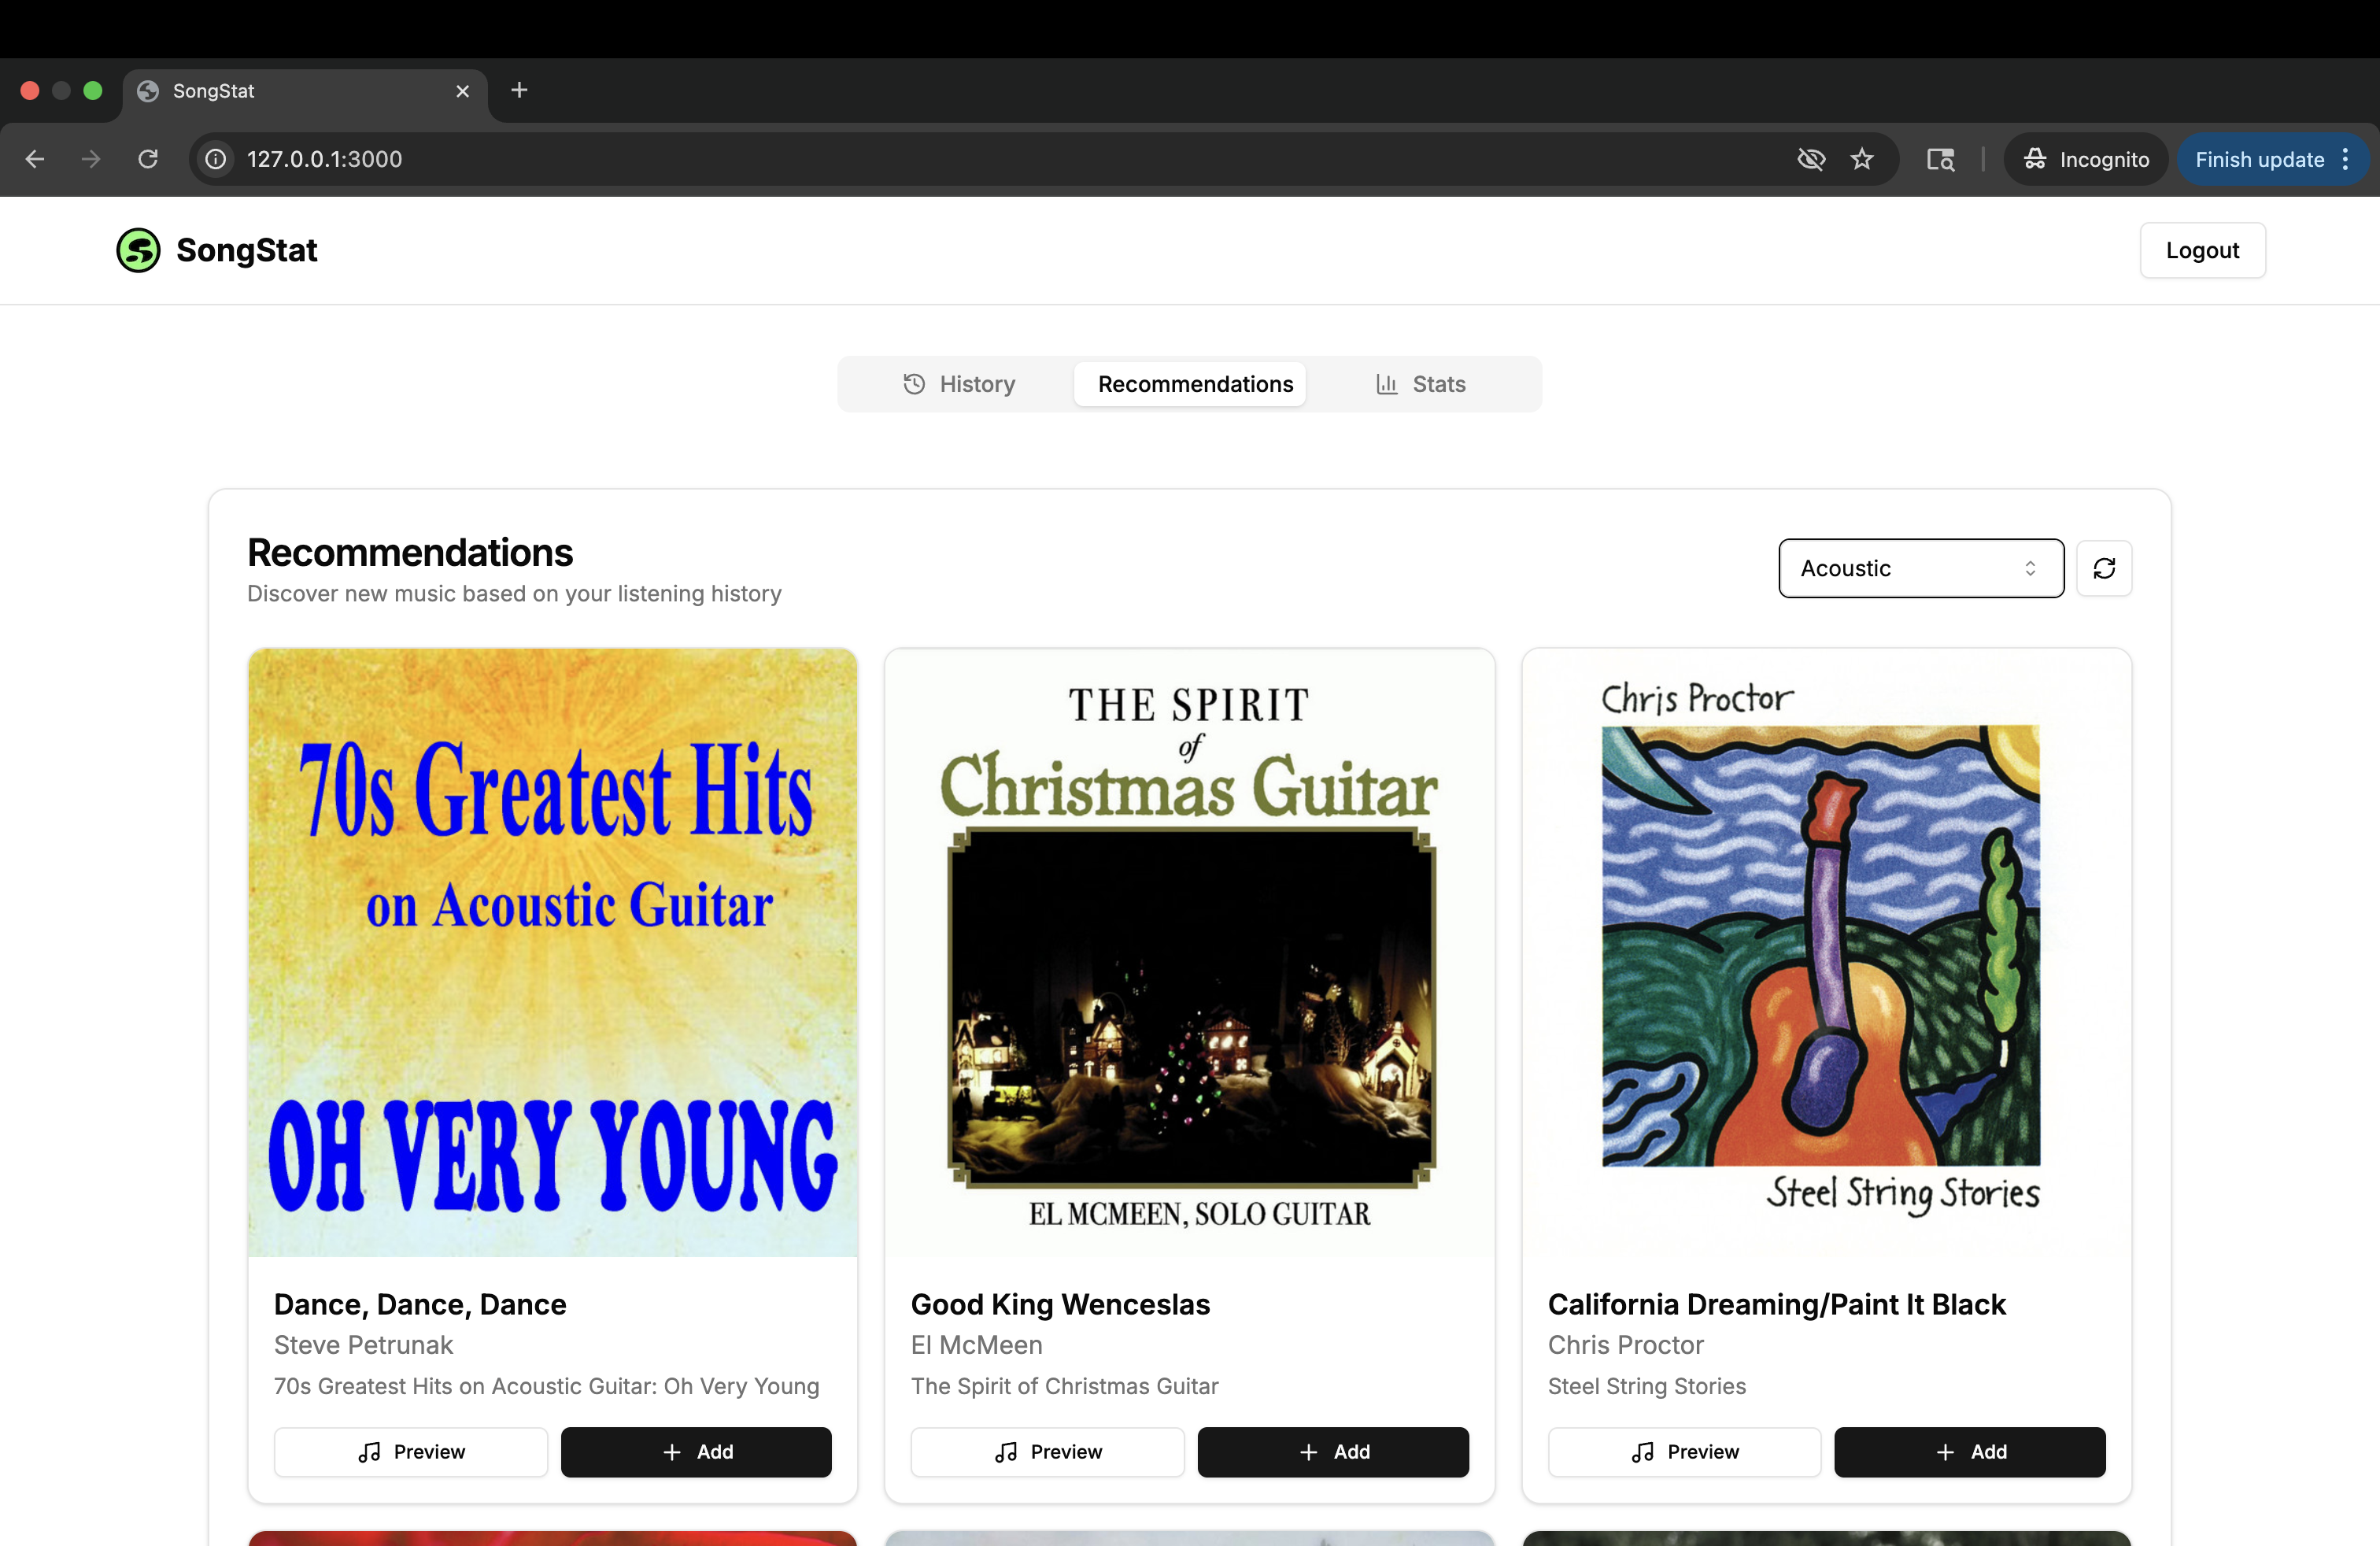 SongStat
127.0.0.1:3000
Incognito
Finish update
SongStat
Logout
History
Recommendations
Stats
Recommendations
Discover new music based on your listening history
Acoustic
70s Greatest Hits
on Acoustic Guitar
OH VERY YOUNG
Dance, Dance, Dance
Steve Petrunak
70s Greatest Hits on Acoustic Guitar: Oh Very Young
Preview
Add
THE SPIRIT
of
Christmas Guitar
EL MCMEEN, SOLO GUITAR
Good King Wenceslas
El McMeen
The Spirit of Christmas Guitar
Preview
Add
Chris Proctor
Steel String Stories
California Dreaming/Paint It Black
Chris Proctor
Steel String Stories
Preview
Add